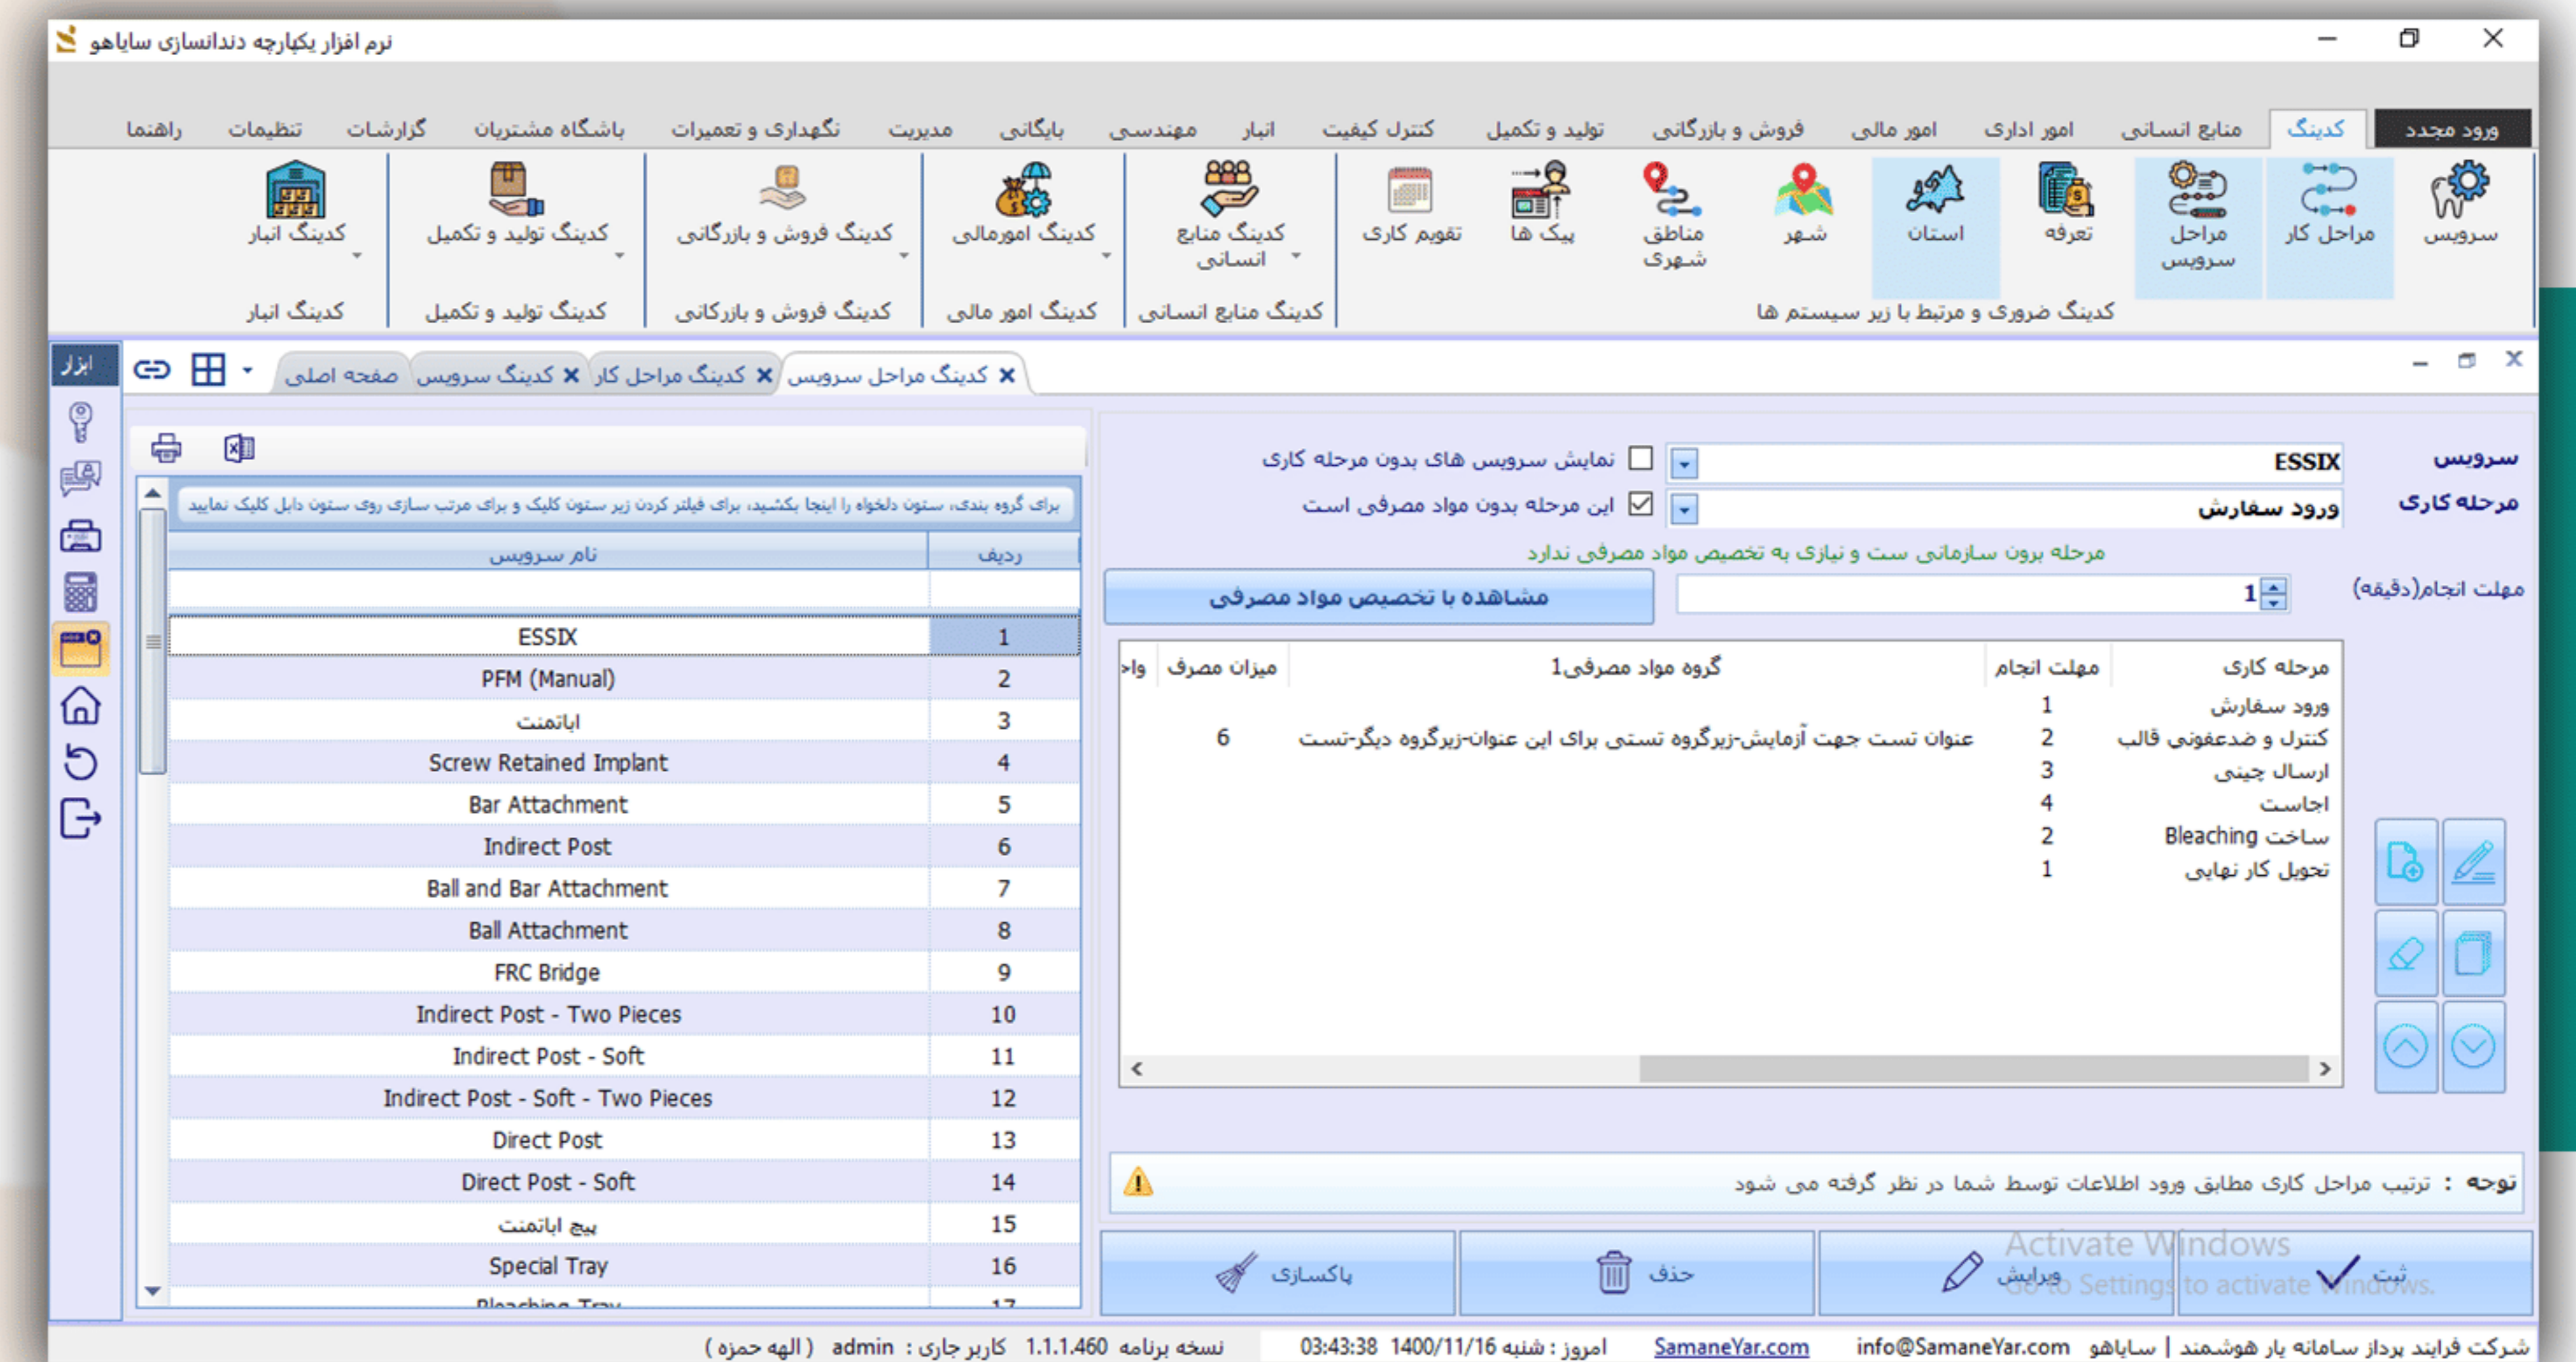 نرم افزار یکپارچه دندانسازی سایاهو
ورود مجدد
کدینگ
منابع انسانی
امور اداری
امور مالی
فروش و بازرگانی
تولید و تکمیل
کنترل کیفیت
انبار
مهندسی
بایگانی
مدیریت
نگهداری و تعمیرات
باشگاه مشتریان
گزارشات
تنظیمات
راهنما
سرویس
مراحل کار
مراحل
سرویس
تعرفه
استان
شهر
مناطق
شهری
پیک ها
تقویم کاری
کدینگ منابع
انسانی
کدینگ امورمالی
کدینگ فروش و بازرگانی
کدینگ تولید و تکمیل
کدینگ انبار
کدینگ ضروری و مرتبط با زیر سیستم ها
کدینگ منابع انسانی
کدینگ امور مالی
کدینگ فروش و بازرکانی
کدینگ تولید و تکمیل
کدینگ انبار
ابزار
صفحه اصلی
کدینگ سرویس
کدینگ مراحل کار
کدینگ مراحل سرویس
سرویس
ESSIX
نمایش سرویس های بدون مرحله کاری
مرحله کاری
ورود سفارش
این مرحله بدون مواد مصرفی است
مرحله برون سازمانی ست و نیازی به تخصیص مواد مصرفی ندارد
مهلت انجام(دقیقه)
1
مشاهده با تخصیص مواد مصرفی
مرحله کاری مهلت انجام گروه مواد مصرفی1 میزان مصرف واح
ورود سفارش 1
کنترل و ضدعفونی قالب 2 عنوان تست جهت آزمایش-زیرگروه تستی برای این عنوان-زیرگروه دیگر-تست 6
ارسال چینی 3
اجاست 4
ساخت Bleaching 2
تحویل کار نهایی 1
توجه : ترتیب مراحل کاری مطابق ورود اطلاعات توسط شما در نظر گرفته می شود
ثبت
ویرایش
حذف
پاکسازی
Activate Windows
Go to Settings to activate Windows.
برای گروه بندی، ستون دلخواه را اینجا بکشید، برای فیلتر کردن زیر ستون کلیک و برای مرتب سازی روی ستون دابل کلیک نمایید
ردیف نام سرویس
1 ESSIX
2 PFM (Manual)
3 اباتمنت
4 Screw Retained Implant
5 Bar Attachment
6 Indirect Post
7 Ball and Bar Attachment
8 Ball Attachment
9 FRC Bridge
10 Indirect Post - Two Pieces
11 Indirect Post - Soft
12 Indirect Post - Soft - Two Pieces
13 Direct Post
14 Direct Post - Soft
15 پیچ اباتمنت
16 Special Tray
17 Bleaching Tray
شرکت فرایند پرداز سامانه یار هوشمند | سایاهو info@SamaneYar.com SamaneYar.com امروز : شنبه 1400/11/16 03:43:38 نسخه برنامه 1.1.1.460 کاربر جاری : admin ( الهه حمزه )